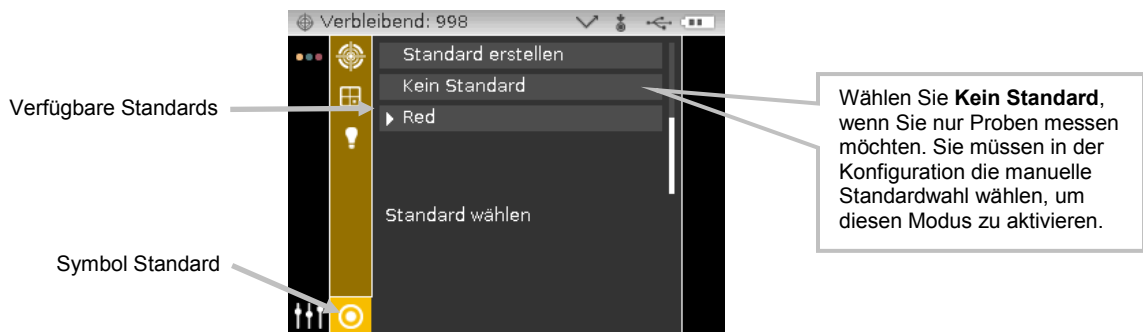 Verbleibend: 998
Standard erstellen
Kein Standard
Red
Standard wählen
Verfügbare Standards
Symbol Standard
Wählen Sie Kein Standard,
wenn Sie nur Proben messen
möchten. Sie müssen in der
Konfiguration die manuelle
Standardwahl wählen, um
diesen Modus zu aktivieren.